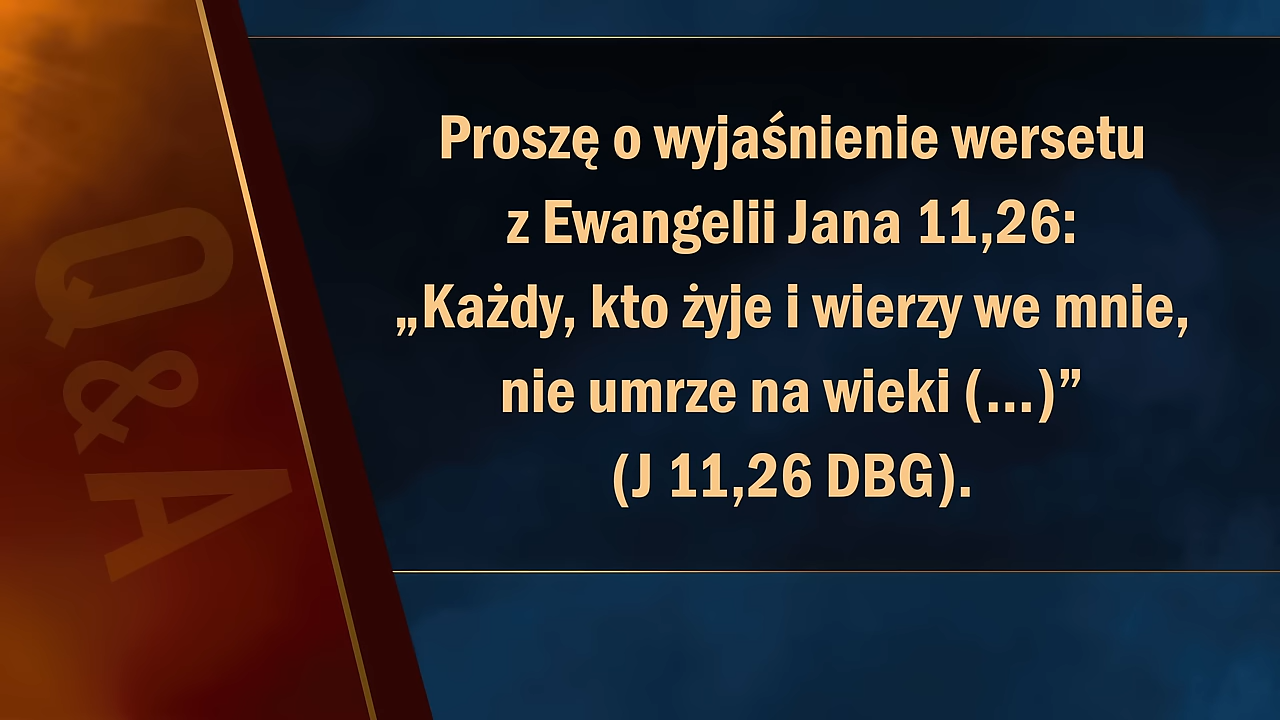 Q&A
Proszę o wyjaśnienie wersetu
z Ewangelii Jana 11,26:
„Każdy, kto żyje i wierzy we mnie,
nie umrze na wieki (...)”
(J 11,26 DBG).